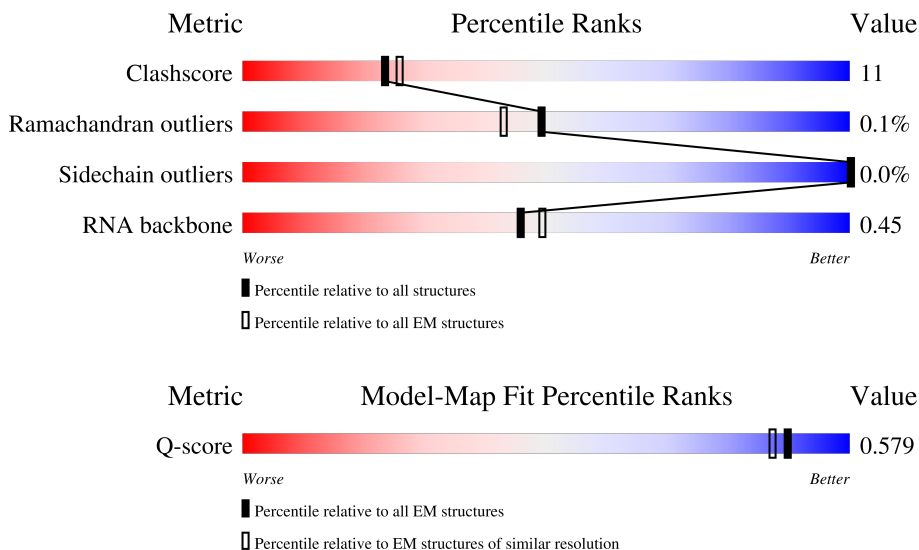 Metric Percentile Ranks Value
Clashscore 11
Ramachandran outliers 0.1%
Sidechain outliers 0.0%
RNA backbone 0.45
Worse Better
Percentile relative to all structures
Percentile relative to all EM structures
Metric Model-Map Fit Percentile Ranks Value
Q-score 0.579
Worse Better
Percentile relative to all EM structures
Percentile relative to EM structures of similar resolution